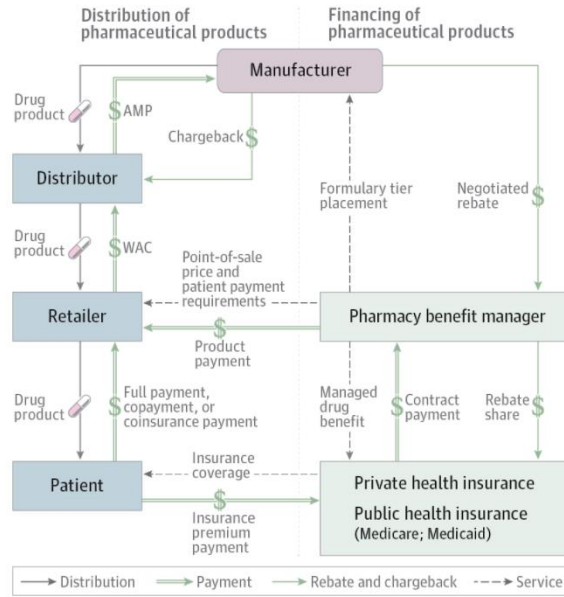 Distribution of
pharmaceutical products
Financing of
pharmaceutical products
Manufacturer
Drug
product
$ AMP
Chargeback $
Formulary tier
placement
Negotiated
rebate
$
Distributor
Drug
product
$ WAC
Point-of-sale
price and
patient payment
requirements
Retailer
$
Product
payment
Pharmacy benefit manager
Drug
product
$
Full payment,
copayment, or
coinsurance payment
Managed
drug
benefit
$
Contract
payment
Rebate
share
$
Insurance
coverage
Patient
$
Insurance
premium
payment
Private health insurance
Public health insurance
(Medicare; Medicaid)
Distribution
Payment
Rebate and chargeback
Service